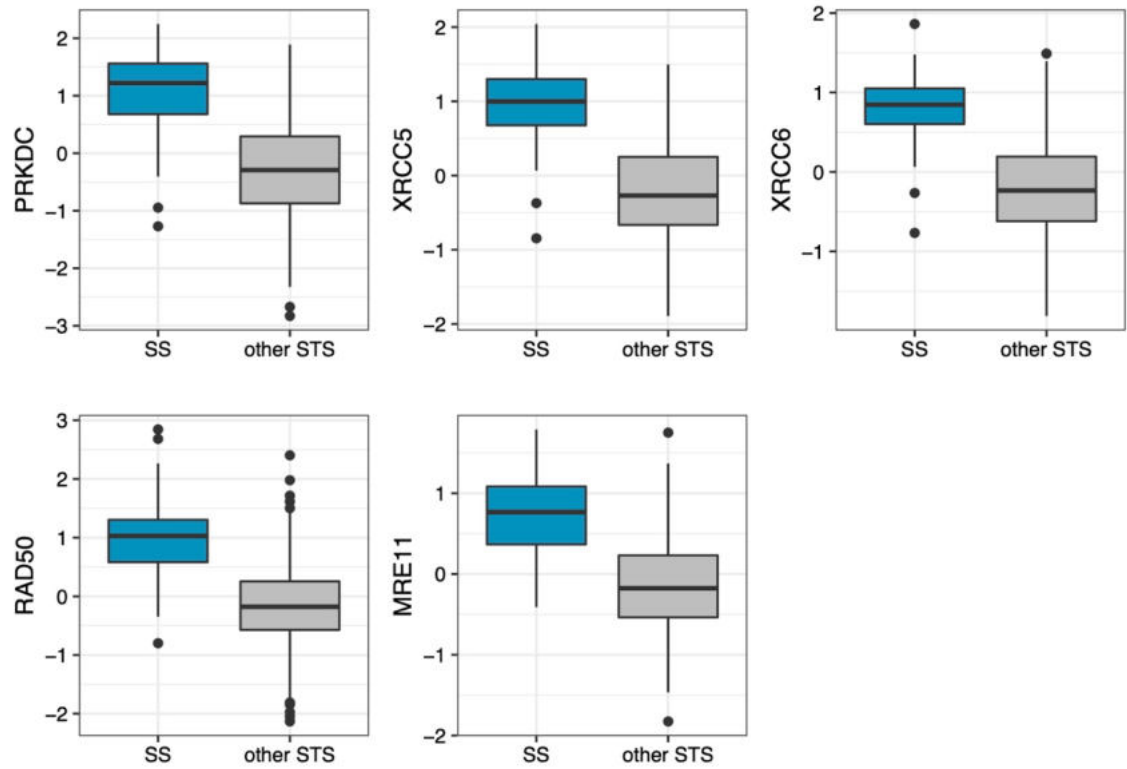 PRKDC
2
1
0
−1
−2
−3
SS other STS
XRCC5
2
1
0
−1
−2
SS other STS
XRCC6
2
1
0
−1
SS other STS
RAD50
3
2
1
0
−1
−2
SS other STS
MRE11
1
0
−1
−2
SS other STS